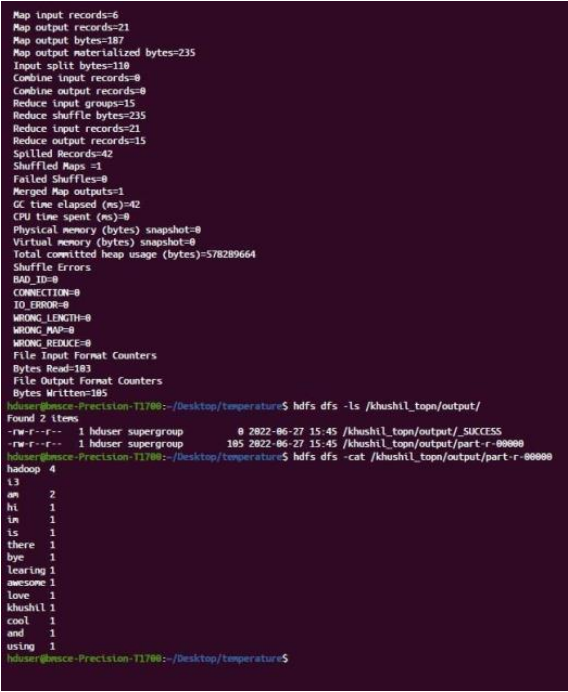 Map input records=6
Map output records=21
Map output bytes=187
Map output materialized bytes=235
Input split bytes=110
Combine input records=0
Combine output records=0
Reduce input groups=15
Reduce shuffle bytes=235
Reduce input records=21
Reduce output records=15
Spilled Records=42
Shuffled Maps =1
Failed Shuffles=0
Merged Map outputs=1
GC time elapsed (ms)=42
CPU time spent (ms)=0
Physical memory (bytes) snapshot=0
Virtual memory (bytes) snapshot=0
Total committed heap usage (bytes)=578289664
Shuffle Errors
BAD_ID=0
CONNECTION=0
IO_ERROR=0
WRONG_LENGTH=0
WRONG_MAP=0
WRONG_REDUCE=0
File Input Format Counters
Bytes Read=103
File Output Format Counters
Bytes Written=105
hduser@bmsce-Precision-T1700:~/Desktop/temperature$ hdfs dfs -ls /khushil_topn/output/
Found 2 items
-rw-r--r-- 1 hduser supergroup 0 2022-06-27 15:45 /khushil_topn/output/_SUCCESS
-rw-r--r-- 1 hduser supergroup 105 2022-06-27 15:45 /khushil_topn/output/part-r-00000
hduser@bmsce-Precision-T1700:~/Desktop/temperature$ hdfs dfs -cat /khushil_topn/output/part-r-00000
hadoop 4
i3
am 2
hi 1
im 1
is 1
there 1
bye 1
learing 1
awesome 1
love 1
khushil 1
cool 1
and 1
using 1
hduser@bmsce-Precision-T1700:~/Desktop/temperature$